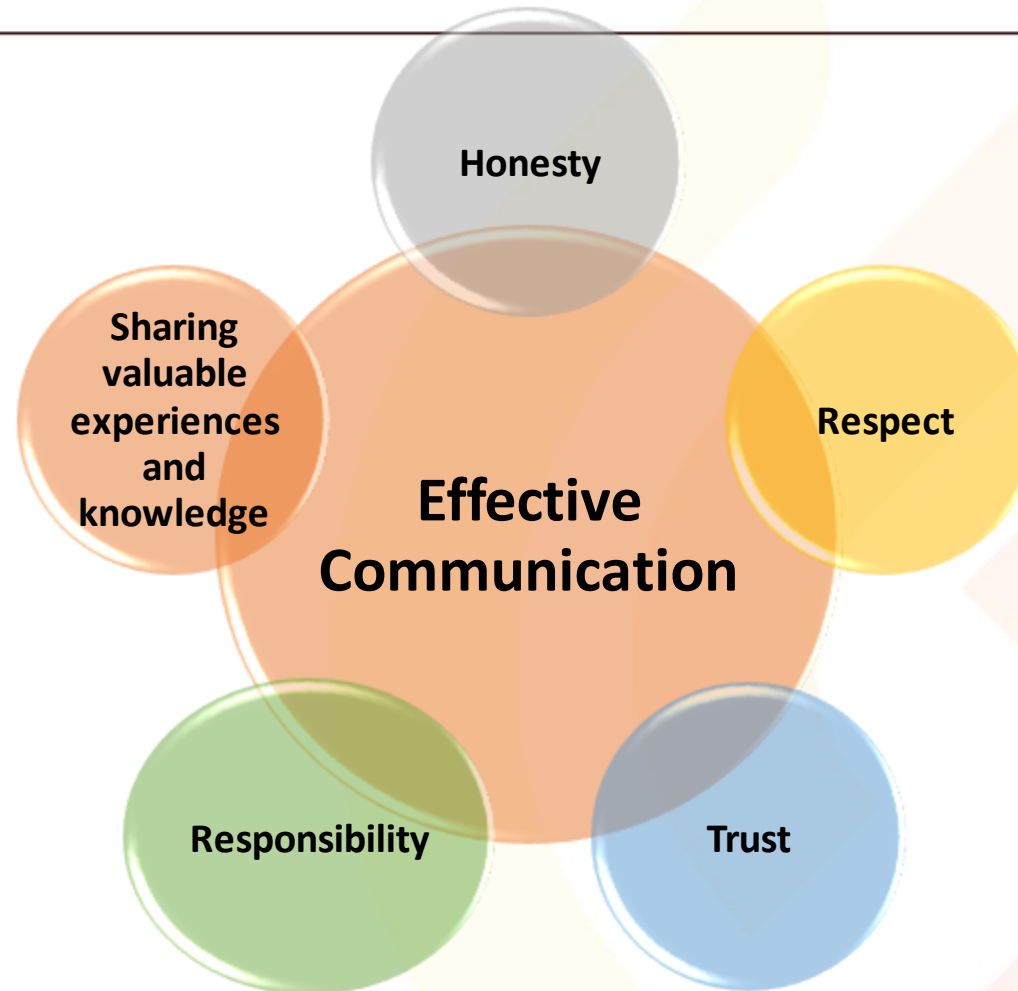 Honesty
Sharing
valuable
experiences
and
knowledge
Respect
Effective
Communication
Responsibility
Trust